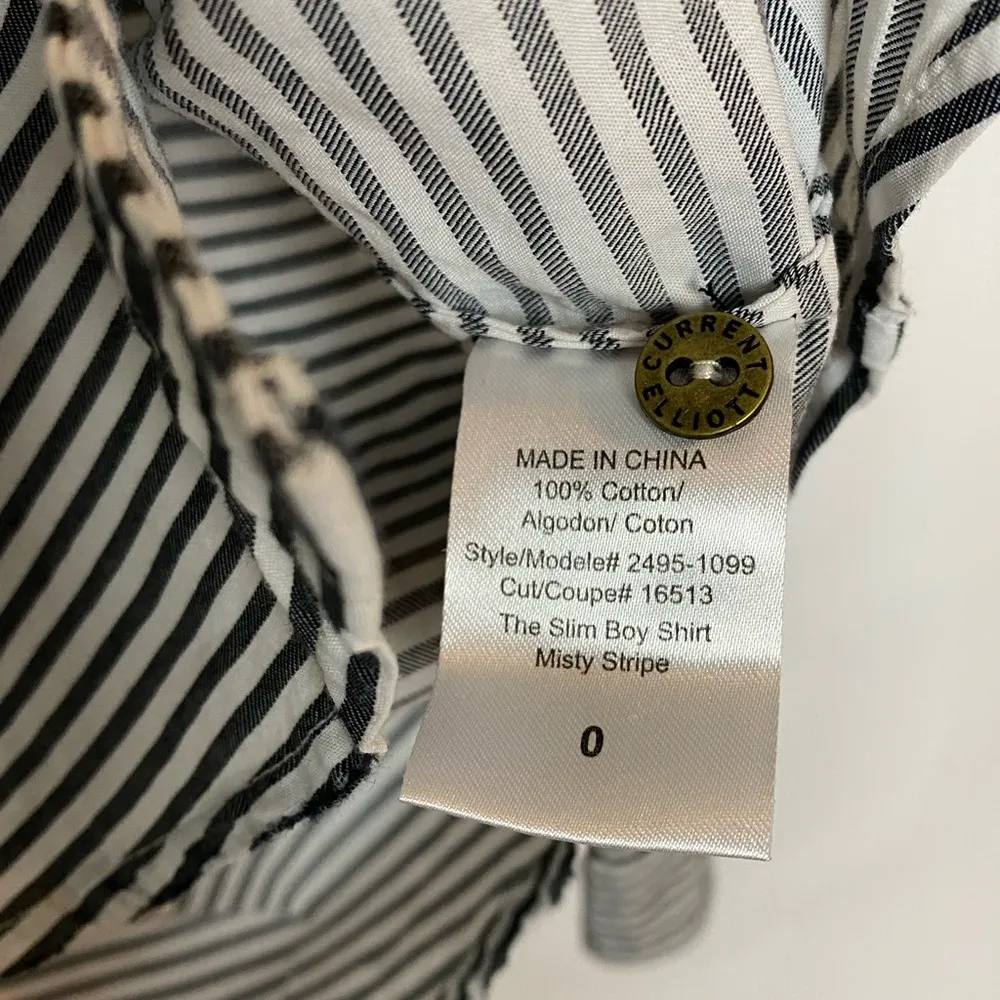 CURRENT
ELLIOTT
MADE IN CHINA
100% Cotton/
Algodon/ Coton
Style/Modele# 2495-1099
Cut/Coupe# 16513
The Slim Boy Shirt
Misty Stripe
0